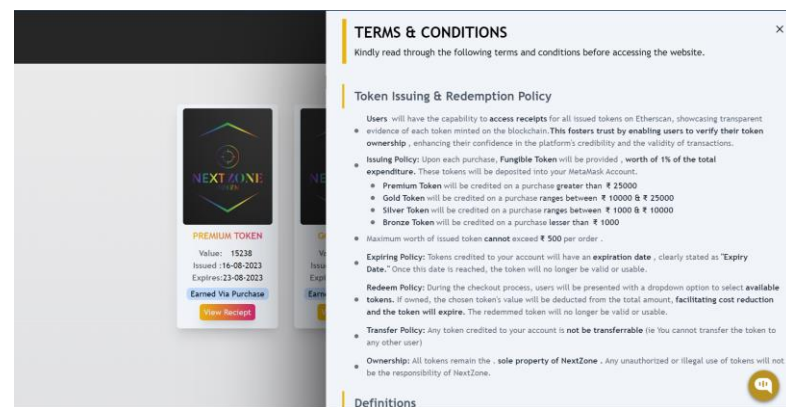 TERMS & CONDITIONS
Kindly read through the following terms and conditions before accessing the website.
Token Issuing & Redemption Policy
Users will have the capability to access receipts for all issued tokens on Etherscan, showcasing transparent
evidence of each token minted on the blockchain.This fosters trust by enabling users to verify their token
ownership , enhancing their confidence in the platform's credibility and the validity of transactions.
Issuing Policy: Upon each purchase, Fungible Token will be provided , worth of 1% of the total
expenditure. These tokens will be deposited into your MetaMask Account.
Premium Token will be credited on a purchase greater than ₹ 25000
Gold Token will be credited on a purchase ranges between ₹ 10000 & ₹ 25000
Silver Token will be credited on a purchase ranges between ₹ 1000 & ₹ 10000
Bronze Token will be credited on a purchase lesser than ₹ 1000
Maximum worth of issued token cannot exceed ₹ 500 per order .
Expiring Policy: Tokens credited to your account will have an expiration date , clearly stated as "Expiry
Date." Once this date is reached, the token will no longer be valid or usable.
Redeem Policy: During the checkout process, users will be presented with a dropdown option to select available
tokens. If owned, the chosen token's value will be deducted from the total amount, facilitating cost reduction
and the token will expire. The redemmed token will no longer be valid or usable.
Transfer Policy: Any token credited to your account is not be transferrable (ie You cannot transfer the token to
any other user)
Ownership: All tokens remain the . sole property of NextZone . Any unauthorized or illegal use of tokens will not
be the responsibility of NextZone.
Definitions
NEXT ZONE
PREMIUM TOKEN
Value: 15238
Issued :16-08-2023
Expires:23-08-2023
Earned Via Purchase
View Reciept